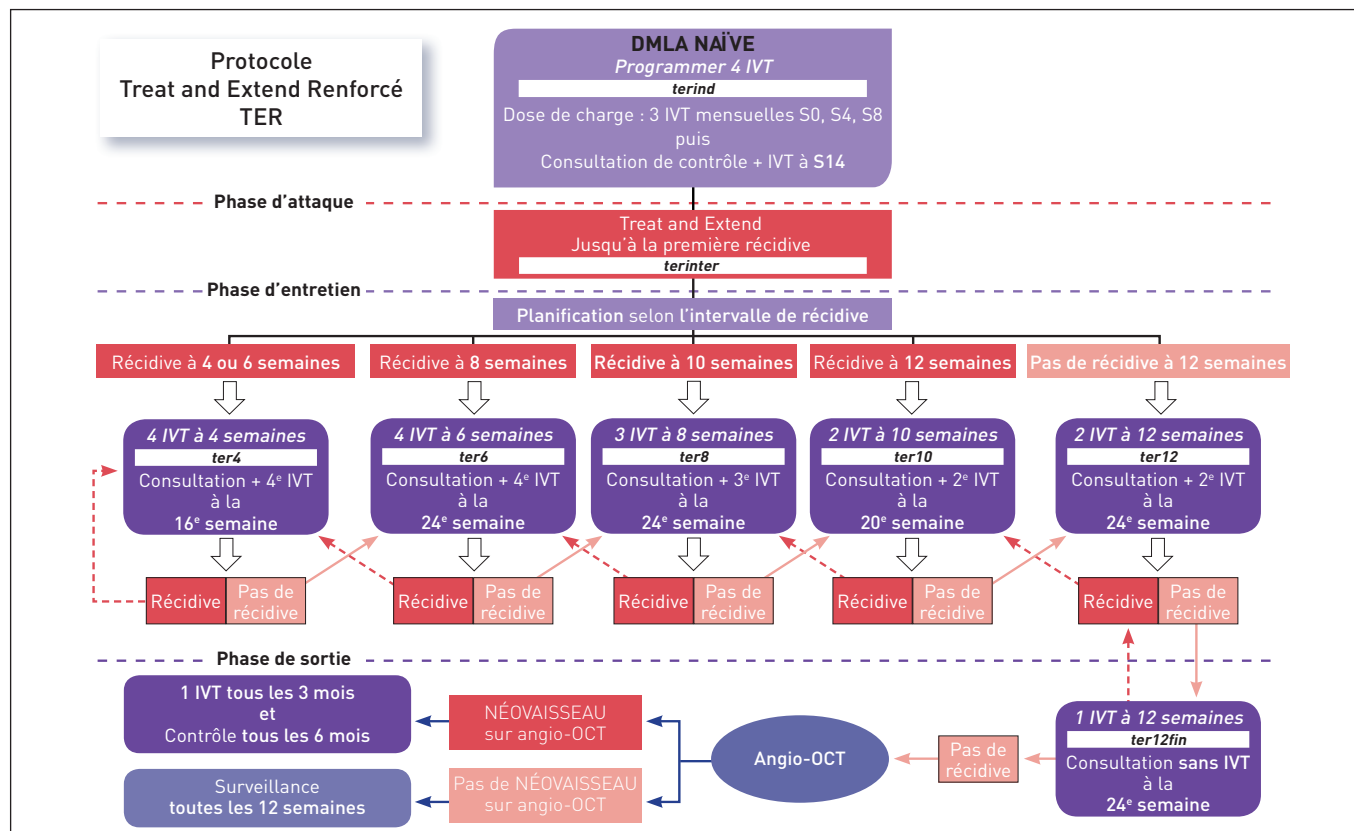 Protocole
Treat and Extend Renforcé
TER
DMLA NAÏVE
Programmer 4 IVT
terind
Dose de charge : 3 IVT mensuelles S0, S4, S8
puis
Consultation de contrôle + IVT à S14
Phase d'attaque
Treat and Extend
Jusqu'à la première récidive
terinter
Phase d'entretien
Planification selon l'intervalle de récidive
Récidive à 4 ou 6 semaines
Récidive à 8 semaines
Récidive à 10 semaines
Récidive à 12 semaines
Pas de récidive à 12 semaines
4 IVT à 4 semaines
ter4
Consultation + 4e IVT
à la
16e semaine
4 IVT à 6 semaines
ter6
Consultation + 4e IVT
à la
24e semaine
3 IVT à 8 semaines
ter8
Consultation + 3e IVT
à la
24e semaine
2 IVT à 10 semaines
ter10
Consultation + 2e IVT
à la
20e semaine
2 IVT à 12 semaines
ter12
Consultation + 2e IVT
à la
24e semaine
Récidive
Pas de
récidive
Récidive
Pas de
récidive
Récidive
Pas de
récidive
Récidive
Pas de
récidive
Récidive
Pas de
récidive
Phase de sortie
1 IVT tous les 3 mois
et
Contrôle tous les 6 mois
NÉOVAISSEAU
sur angio-OCT
Surveillance
toutes les 12 semaines
Pas de NÉOVAISSEAU
sur angio-OCT
Angio-OCT
Pas de
récidive
1 IVT à 12 semaines
ter12fin
Consultation sans IVT
à la
24e semaine